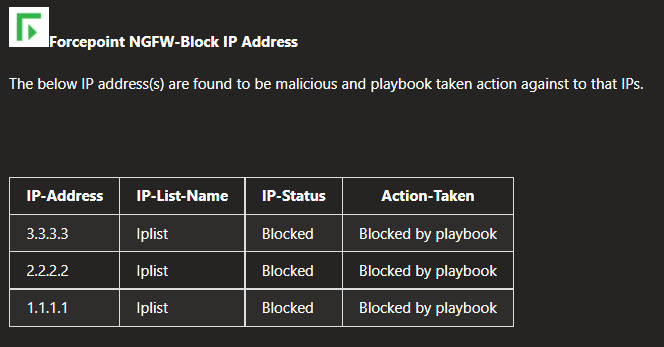 Forcepoint NGFW-Block IP Address
The below IP address(es) are found to be malicious and playbook taken action against to that IPs.
IP-Address IP-List-Name IP-Status Action-Taken
3.3.3.3 Iplist Blocked Blocked by playbook
2.2.2.2 Iplist Blocked Blocked by playbook
1.1.1.1 Iplist Blocked Blocked by playbook